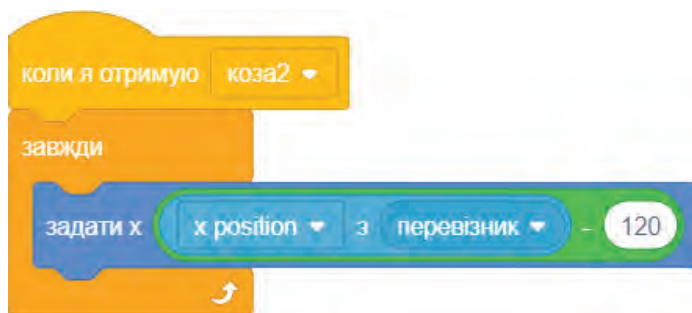 коли я отримую коза2
завжди
задати x x position з перевізник - 120